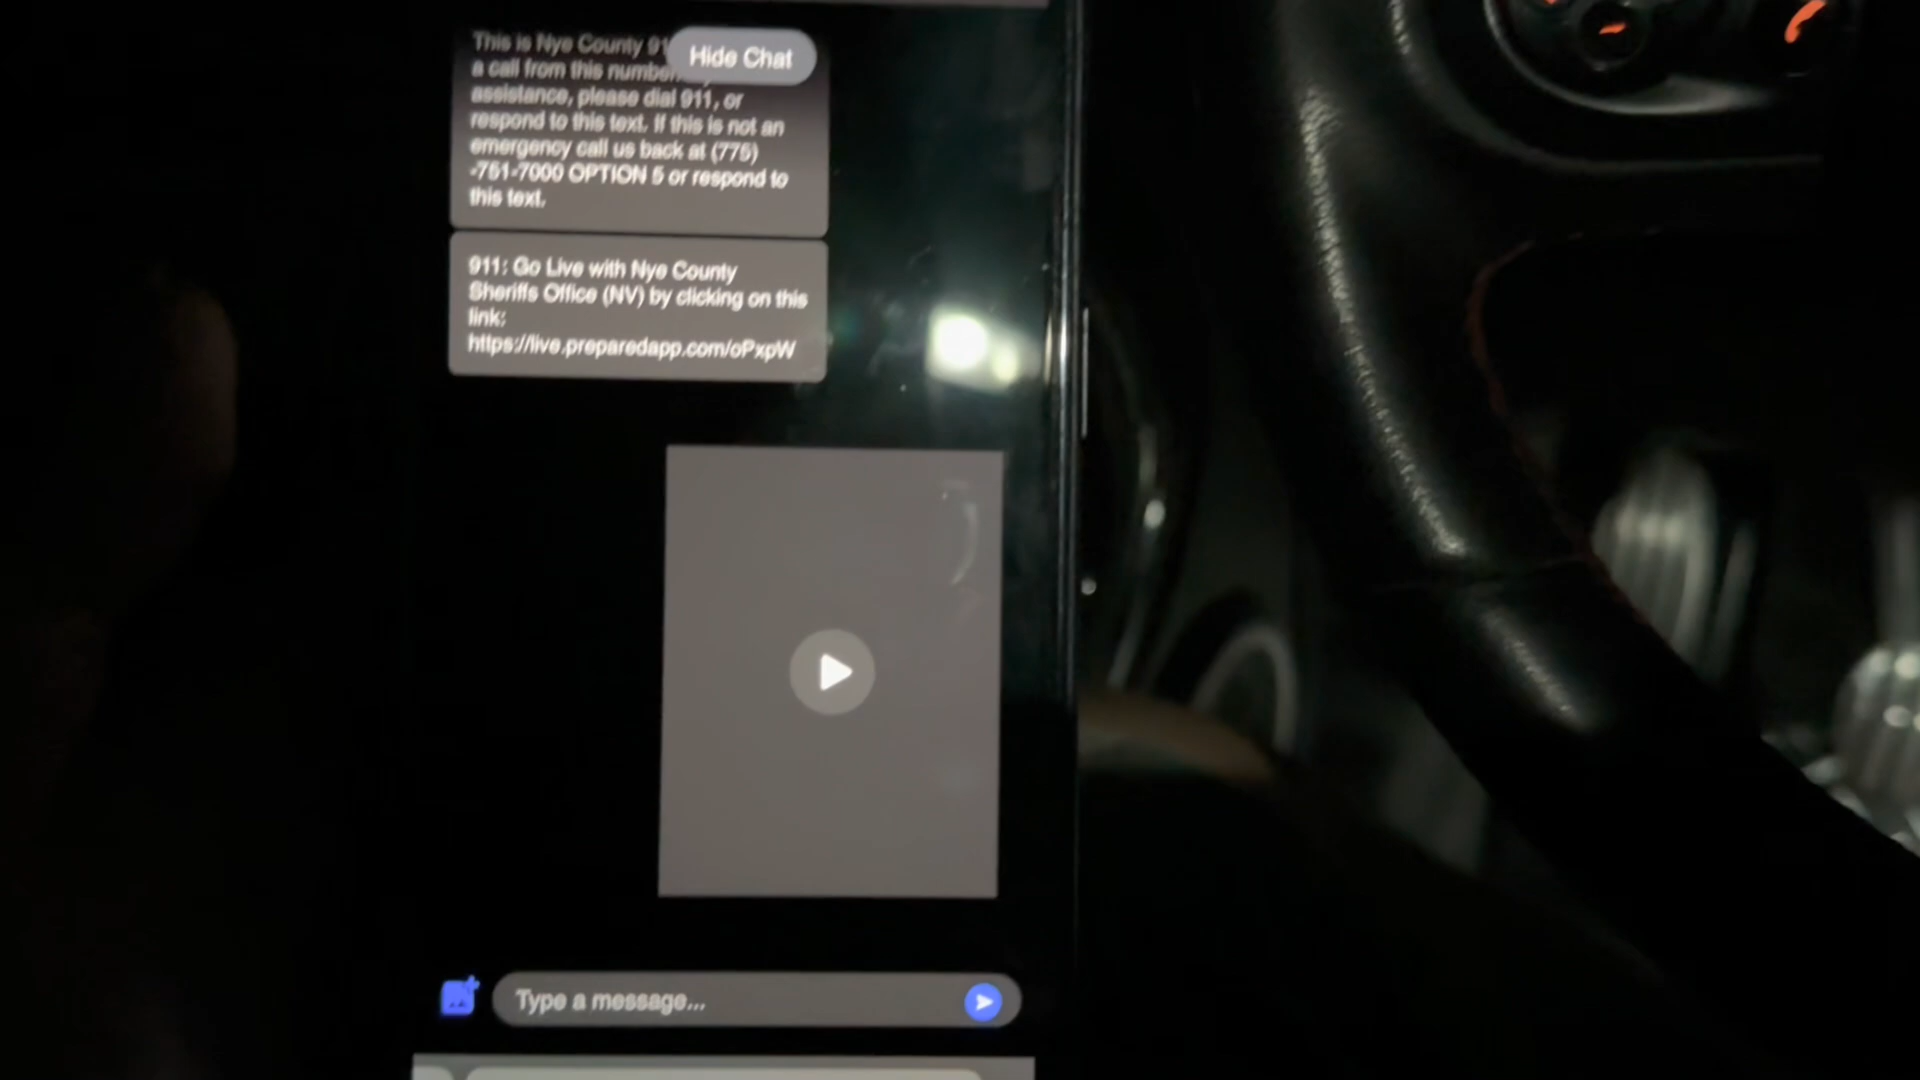 This is Nye County 91
Hide Chat
a call from this number
assistance, please dial 911, or
respond to this text. If this is not an
emergency call us back at (775)
-751-7000 OPTION 5 or respond to
this text.
911: Go Live with Nye County
Sheriffs Office (NV) by clicking on this
link:
https://live.preparedapp.com/oPxpW
Type a message...